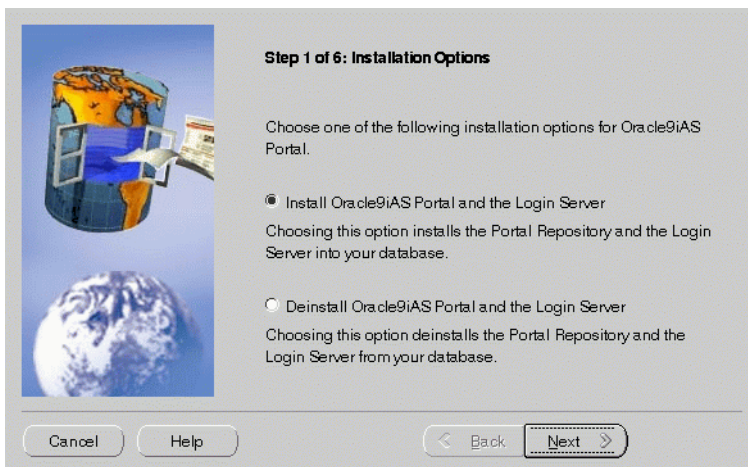 Step 1 of 6: Installation Options
Choose one of the following installation options for Oracle9iAS
Portal.
Install Oracle9iAS Portal and the Login Server
Choosing this option installs the Portal Repository and the Login
Server into your database.
Deinstall Oracle9iAS Portal and the Login Server
Choosing this option deinstalls the Portal Repository and the
Login Server from your database.
Cancel
Help
Back
Next